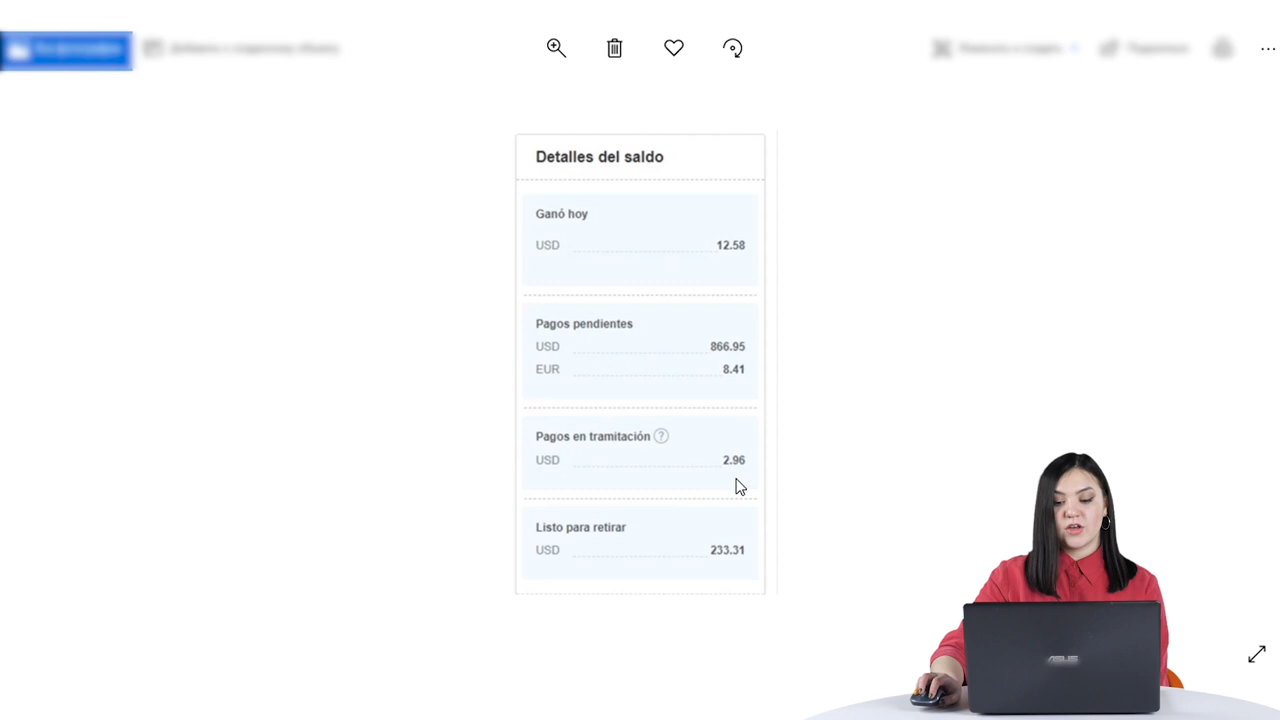 Detalles del saldo
Ganó hoy
USD 12.58
Pagos pendientes
USD 866.95
EUR 8.41
Pagos en tramitación ?
USD 2.96
Listo para retirar
USD 233.31
ASUS